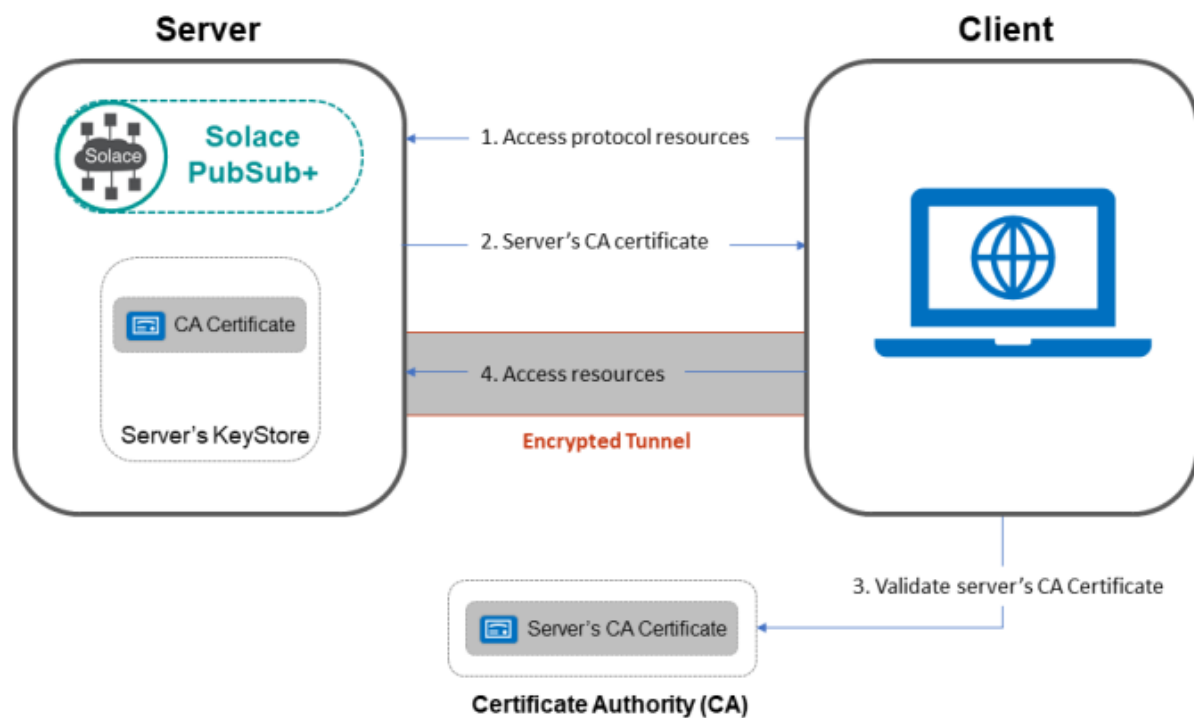 Server
Client
Solace
Solace
PubSub+
1. Access protocol resources
2. Server's CA certificate
CA Certificate
Server's KeyStore
4. Access resources
Encrypted Tunnel
3. Validate server's CA Certificate
Server's CA Certificate
Certificate Authority (CA)